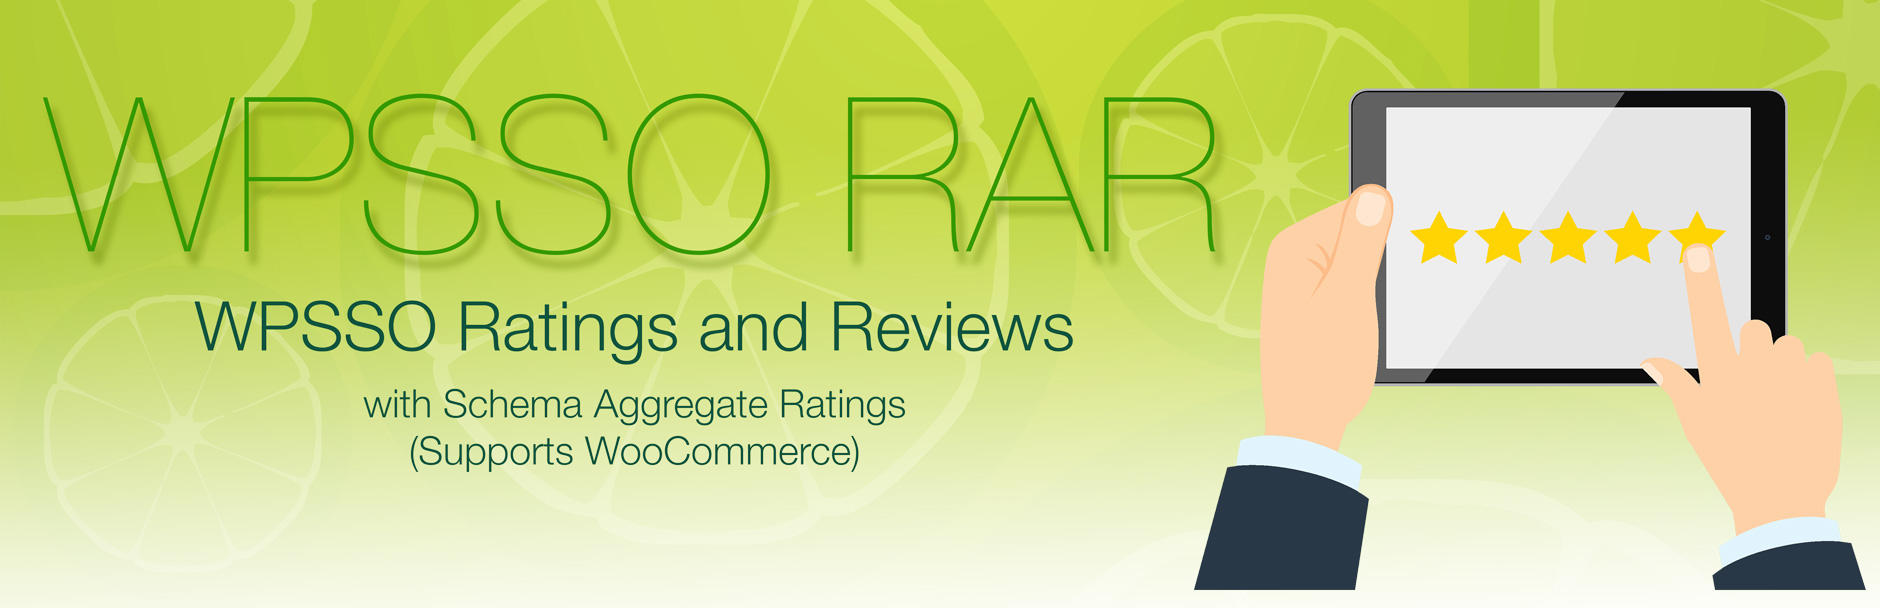 WPSSO RAR
WPSSO Ratings and Reviews
with Schema Aggregate Ratings
(Supports WooCommerce)